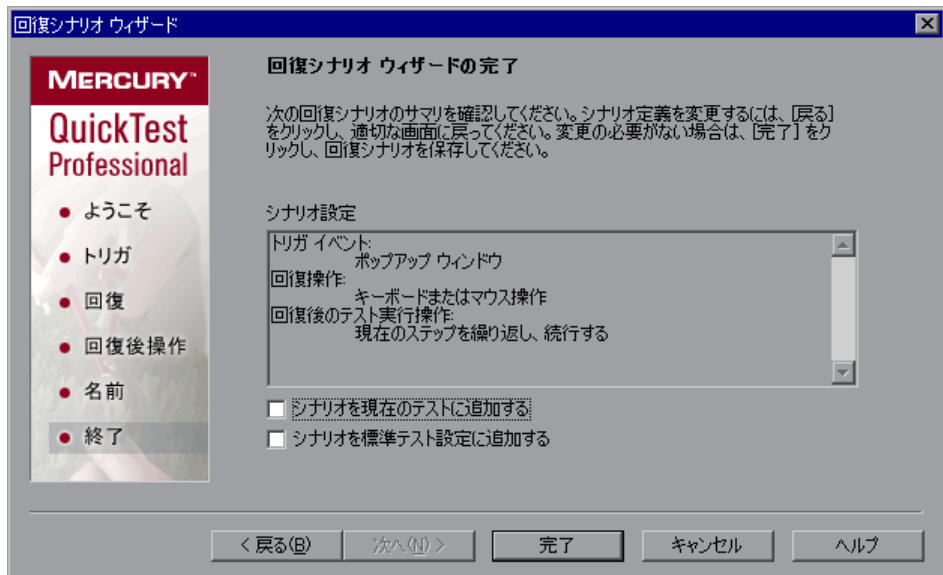 回復シナリオ ウィザード
MERCURY™
QuickTest
Professional
ようこそ
トリガ
回復
回復後操作
名前
終了
回復シナリオ ウィザードの完了
次の回復シナリオのサマリを確認してください。シナリオ定義を変更するには、[戻る]
をクリックし、適切な画面に戻ってください。変更の必要がない場合は、[完了] をク
リックし、回復シナリオを保存してください。
シナリオ設定
トリガ イベント:
ポップアップ ウィンドウ
回復操作:
キーボードまたはマウス操作
回復後のテスト実行操作:
現在のステップを繰り返し、続行する
シナリオを現在のテストに追加する
シナリオを標準テスト設定に追加する
< 戻る(B)
次へ(N) >
完了
キャンセル
ヘルプ